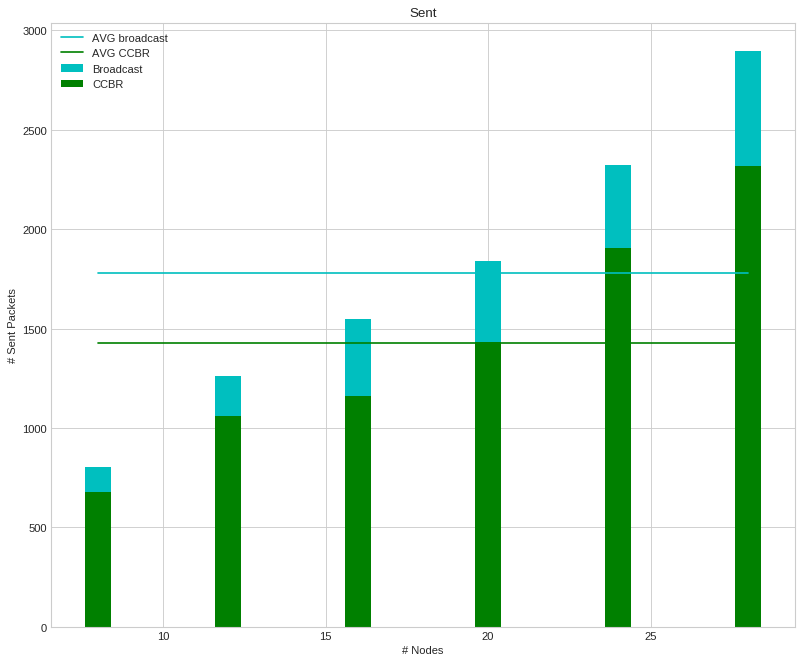 Sent
3000
AVG broadcast
AVG CCBR
Broadcast
CCBR
2500
2000
# Sent Packets
1500
1000
500
0
10 15 20 25
# Nodes